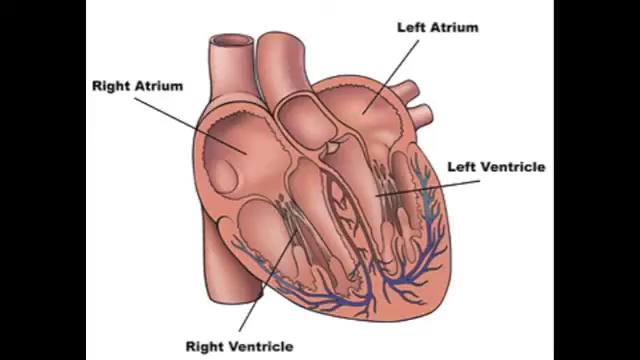 Left Atrium
Right Atrium
Left Ventricle
Right Ventricle